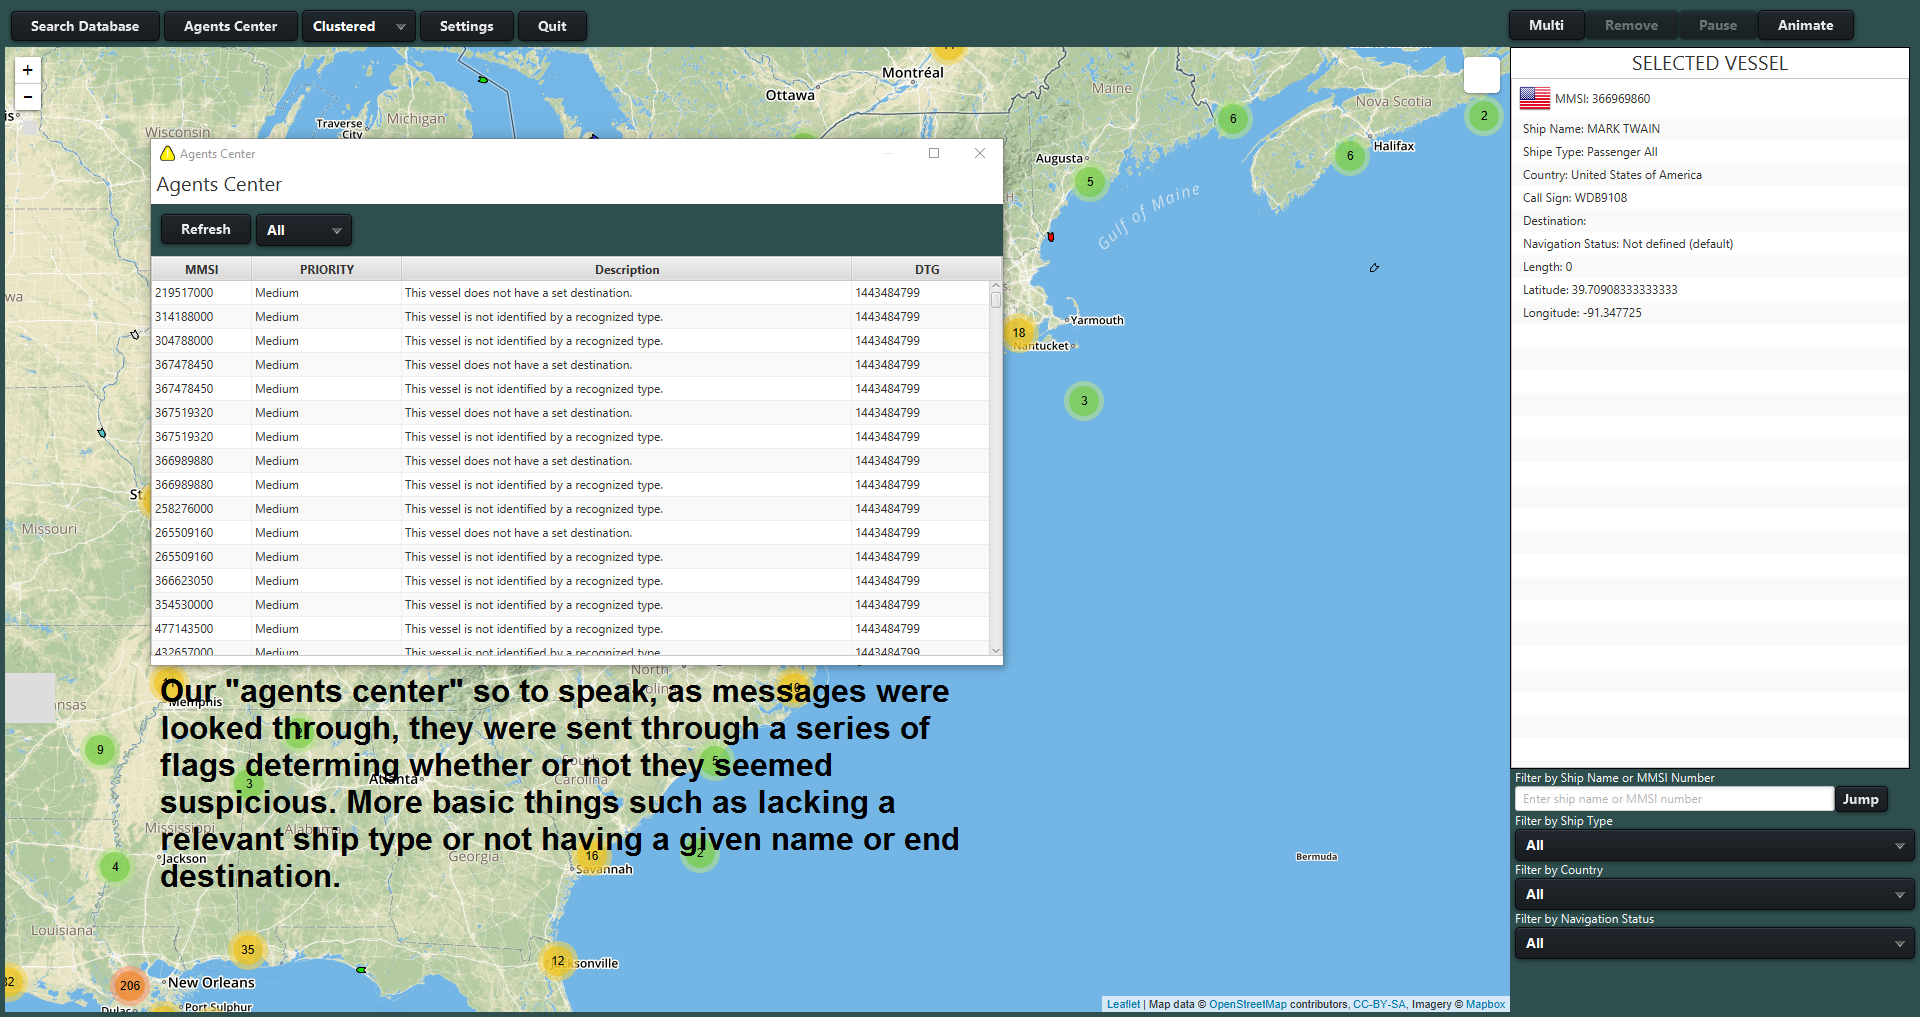 Search Database
Agents Center
Clustered
Settings
Quit
Multi
Remove
Pause
Animate
+
-
Montréal
Ottawa
Maine
Nova Scotia
Traverse
City
Michigan
Wisconsin
6
2
6
Halifax
Augusta
5
Gulf of Maine
18
Yarmouth
Nantucket
3
Agents Center
Agents Center
Refresh
All
MMSI PRIORITY Description DTG
219517000 Medium This vessel does not have a set destination. 1443484799
314188000 Medium This vessel is not identified by a recognized type. 1443484799
304788000 Medium This vessel is not identified by a recognized type. 1443484799
367478450 Medium This vessel does not have a set destination. 1443484799
367478450 Medium This vessel is not identified by a recognized type. 1443484799
367519320 Medium This vessel does not have a set destination. 1443484799
367519320 Medium This vessel is not identified by a recognized type. 1443484799
366989880 Medium This vessel does not have a set destination. 1443484799
366989880 Medium This vessel is not identified by a recognized type. 1443484799
258276000 Medium This vessel is not identified by a recognized type. 1443484799
265509160 Medium This vessel does not have a set destination. 1443484799
265509160 Medium This vessel is not identified by a recognized type. 1443484799
366623050 Medium This vessel is not identified by a recognized type. 1443484799
354530000 Medium This vessel is not identified by a recognized type. 1443484799
477143500 Medium This vessel is not identified by a recognized type. 1443484799
432657000 Medium This vessel is not identified by a recognized type. 1443484799
Missouri
St.
North
Our "agents center" so to speak, as messages were
looked through, they were sent through a series of
flags determing whether or not they seemed
suspicious. More basic things such as lacking a
relevant ship type or not having a given name or end
destination.
Memphis
9
3
Atlanta
South
Carolina
5
Mississippi
Alabama
4
Jackson
Georgia
16
Savannah
2
Bermuda
Louisiana
35
12
Jacksonville
206
New Orleans
Port Sulphur
Leaflet | Map data © OpenStreetMap contributors, CC-BY-SA, Imagery © Mapbox
SELECTED VESSEL
MMSI: 366969860
Ship Name: MARK TWAIN
Shipe Type: Passenger All
Country: United States of America
Call Sign: WDB9108
Destination:
Navigation Status: Not defined (default)
Length: 0
Latitude: 39.70908333333333
Longitude: -91.347725
Filter by Ship Name or MMSI Number
Enter ship name or MMSI number
Jump
Filter by Ship Type
All
Filter by Country
All
Filter by Navigation Status
All